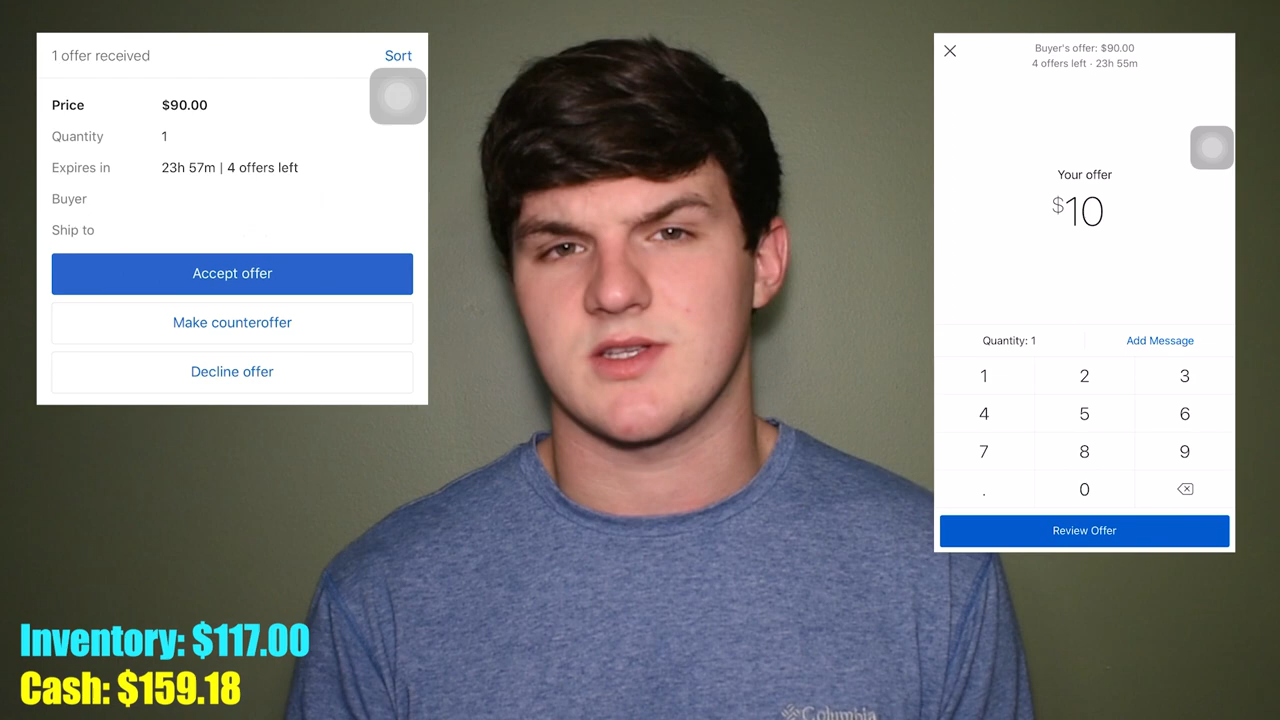 1 offer received
Sort
Price $90.00
Quantity 1
Expires in 23h 57m | 4 offers left
Buyer
Ship to
Accept offer
Make counteroffer
Decline offer
Buyer's offer: $90.00
4 offers left · 23h 55m
Your offer
$10
Quantity: 1
Add Message
1 2 3
4 5 6
7 8 9
. 0
Review Offer
Inventory: $117.00
Cash: $159.18
Columbia